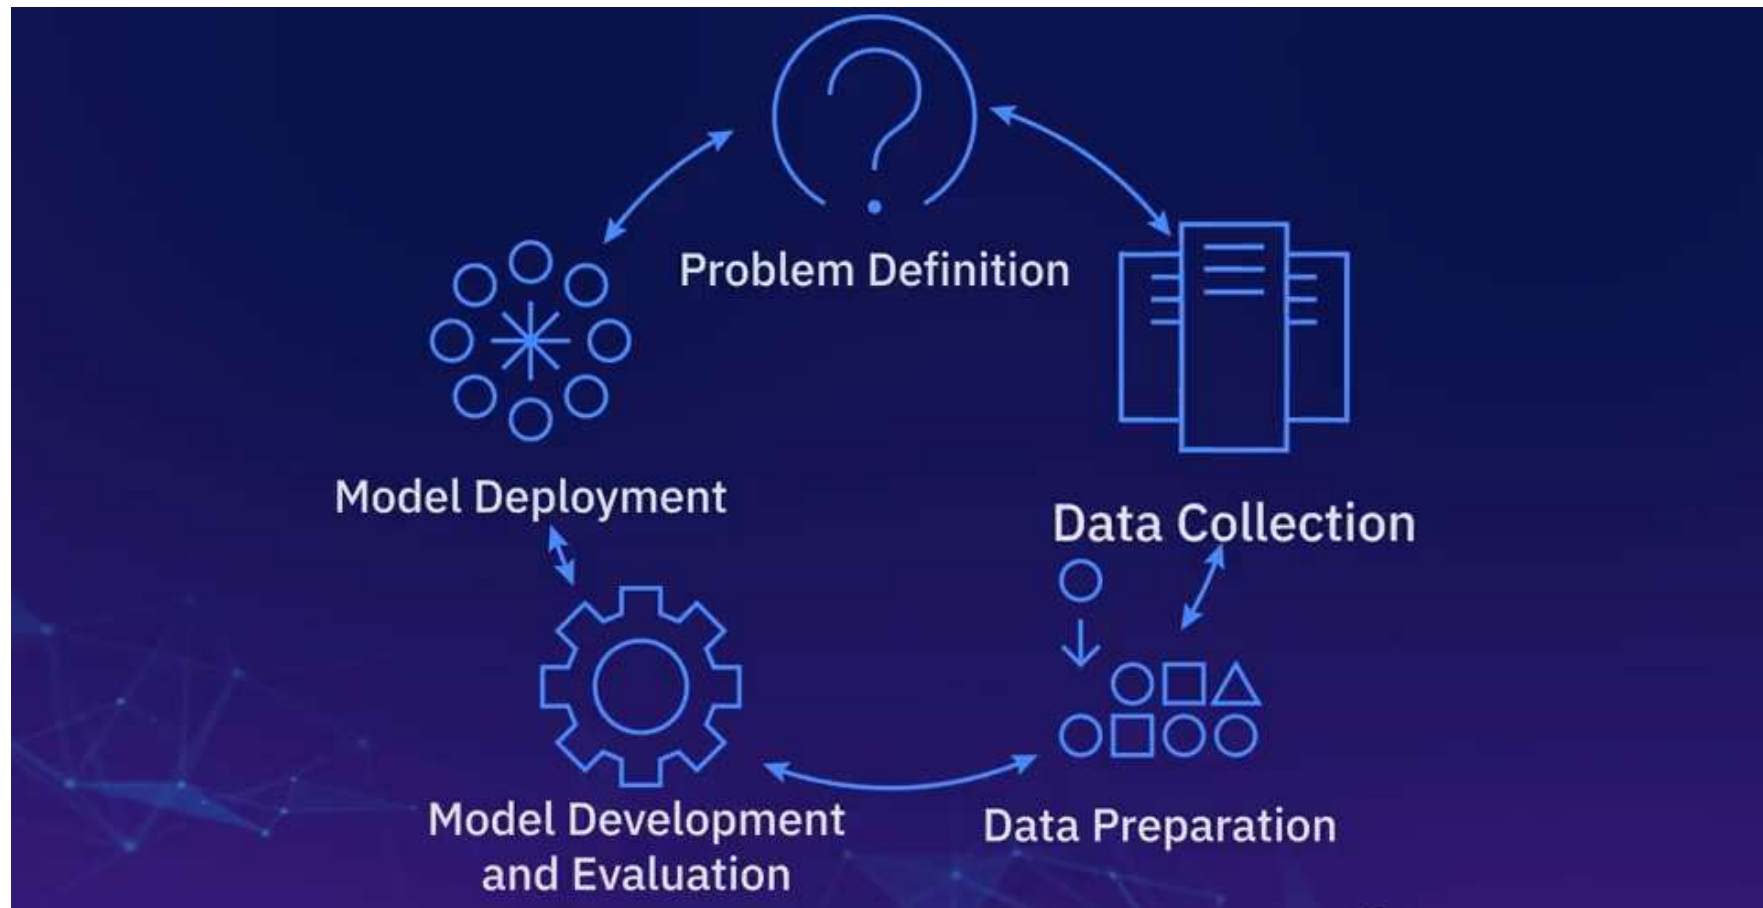 Problem Definition
Model Deployment
Data Collection
Model Development
and Evaluation
Data Preparation